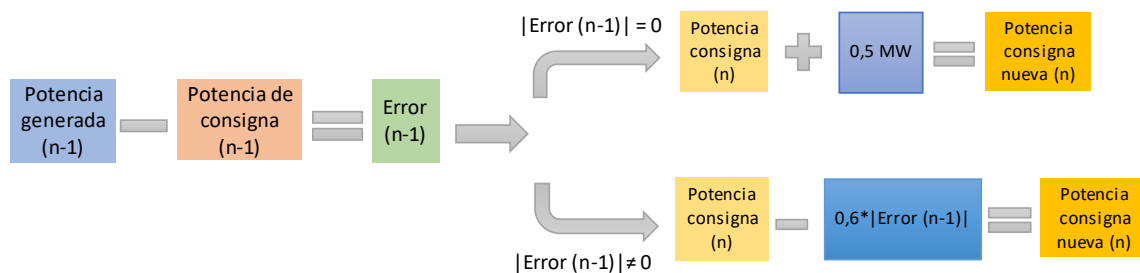 Potencia
generada
(n-1)
Potencia de
consigna
(n-1)
Error
(n-1)
|Error (n-1)| = 0
Potencia
consigna
(n)
0,5 MW
Potencia
consigna
nueva (n)
|Error (n-1)| ≠ 0
Potencia
consigna
(n)
0,6*|Error (n-1)|
Potencia
consigna
nueva (n)